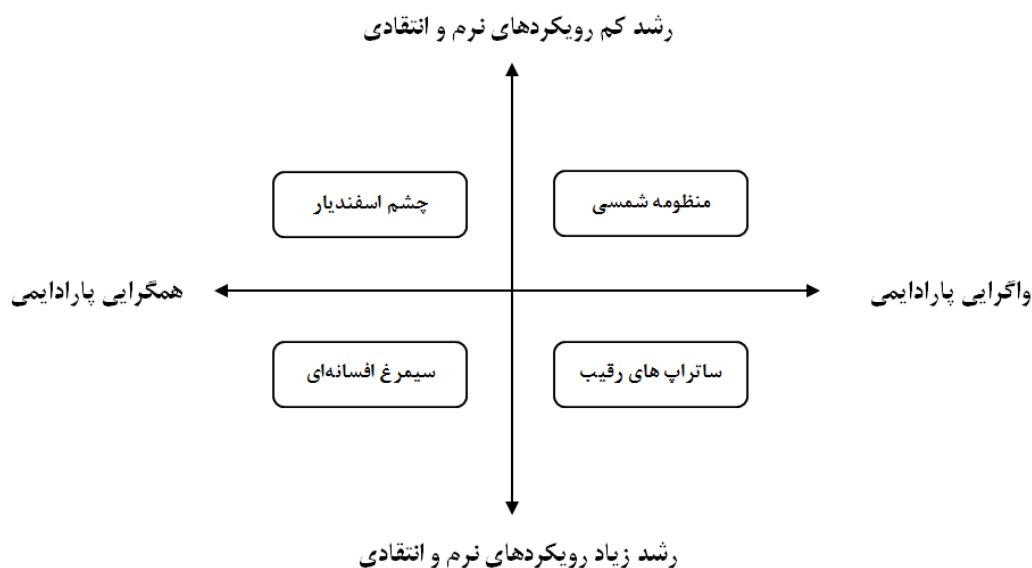 رشد کم رویکردهای نرم و انتقادی
منظومه شمسی
چشم اسفندیار
واگرایی پارادایمی
همگرایی پارادایمی
ساتراپ های رقیب
سیمرغ افسانه‌ای
رشد زیاد رویکردهای نرم و انتقادی